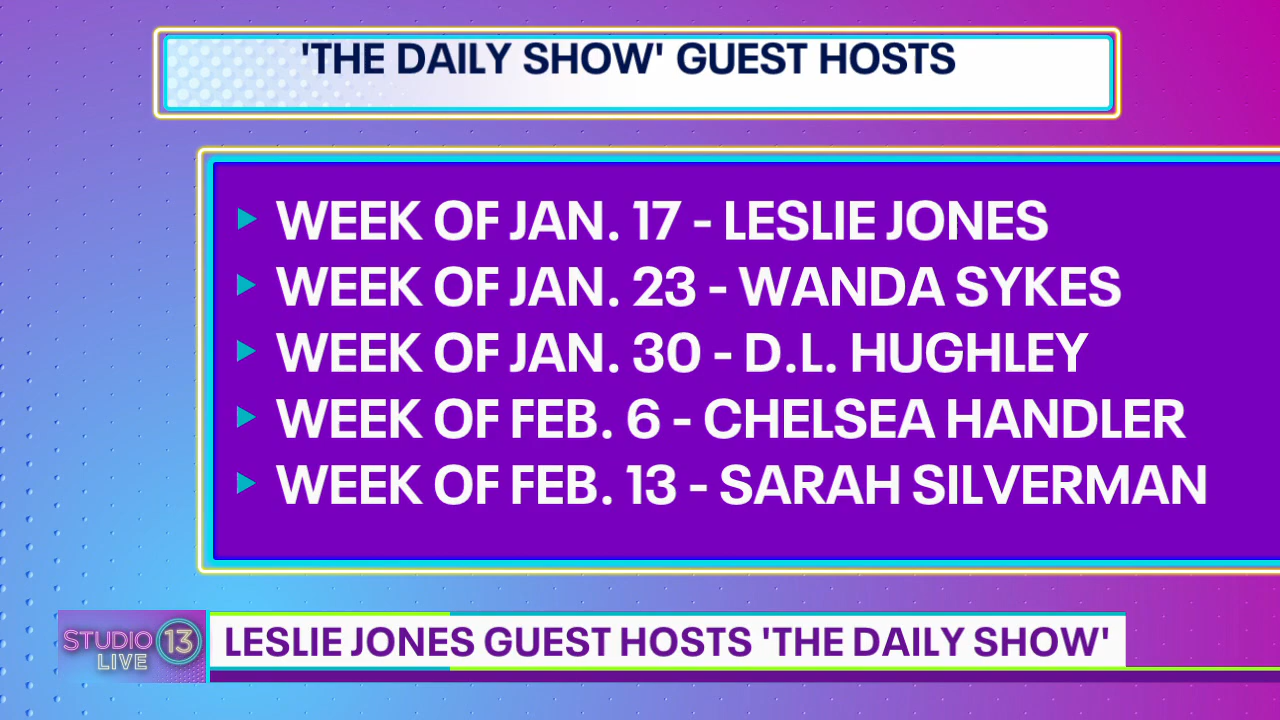 'THE DAILY SHOW' GUEST HOSTS
WEEK OF JAN. 17 - LESLIE JONES
WEEK OF JAN. 23 - WANDA SYKES
WEEK OF JAN. 30 - D.L. HUGHLEY
WEEK OF FEB. 6 - CHELSEA HANDLER
WEEK OF FEB. 13 - SARAH SILVERMAN
STUDIO 13
LIVE
LESLIE JONES GUEST HOSTS 'THE DAILY SHOW'